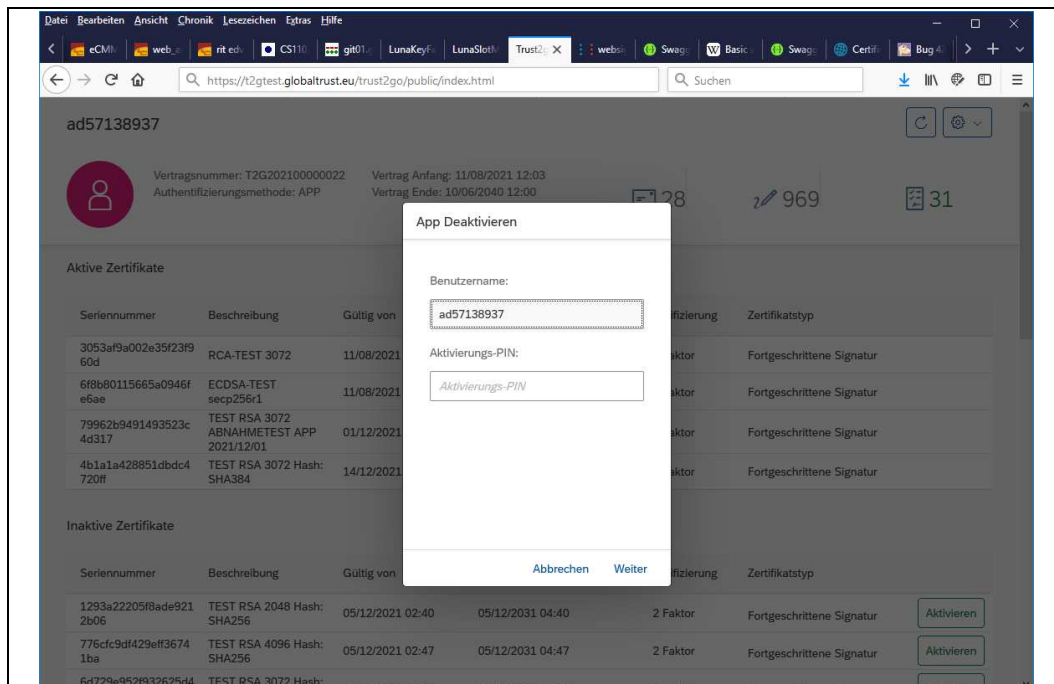 Datei Bearbeiten Ansicht Chronik Lesezeichen Extras Hilfe
eCMM web_a rit edv CS110 git01. LunaKeyF LunaSlotM Trust2 websi Swag Basic Swag Certifi Bug 4
https://t2gtest.globaltrust.eu/trust2go/public/index.html Suchen
ad57138937
Vertragsnummer: T2G202100000022 Vertrag Anfang: 11/08/2021 12:03
Authentifizierungsmethode: APP Vertrag Ende: 10/06/2040 12:00
28 969 31
App Deaktivieren
Aktive Zertifikate
Benutzername:
Seriennummer Beschreibung Gültig von ad57138937 ifizierung Zertifikatstyp
3053af9a002e35f23f9
60d
RCA-TEST 3072 11/08/2021 Aktivierungs-PIN: aktor Fortgeschrittene Signatur
6f8b80115665a0946f
e6ae
ECDSA-TEST
secp256r1
11/08/2021 Aktivierungs-PIN aktor Fortgeschrittene Signatur
79962b9491493523c
4d317
TEST RSA 3072
ABNAHMETEST APP
2021/12/01
01/12/2021 aktor Fortgeschrittene Signatur
4b1a1a428851dbdc4
720ff
TEST RSA 3072 Hash:
SHA384
14/12/2021 aktor Fortgeschrittene Signatur
Inaktive Zertifikate
Abbrechen Weiter
Seriennummer Beschreibung Gültig von ifizierung Zertifikatstyp
1293a22205f8ade921
2b06
TEST RSA 2048 Hash:
SHA256
05/12/2021 02:40 05/12/2031 04:40 2 Faktor Fortgeschrittene Signatur Aktivieren
776cfc9df429eff3674
1ba
TEST RSA 4096 Hash:
SHA256
05/12/2021 02:47 05/12/2031 04:47 2 Faktor Fortgeschrittene Signatur Aktivieren
6d729e952f932625d4 TEST RSA 3072 Hash: